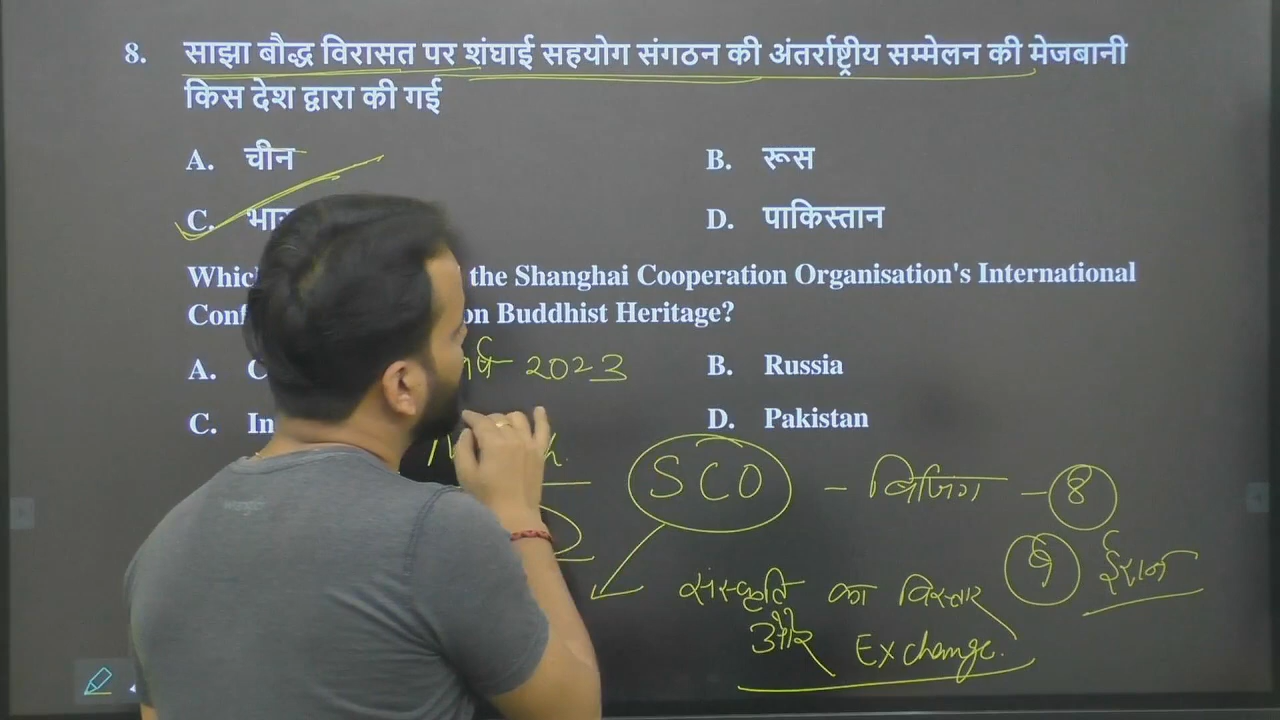 8. साझा बौद्ध विरासत पर शंघाई सहयोग संगठन की अंतर्राष्ट्रीय सम्मेलन की मेजबानी
किस देश द्वारा की गई
A. चीन
B. रूस
C.
D. पाकिस्तान
the Shanghai Cooperation Organisation's International
on Buddhist Heritage?
A.
2023
B. Russia
C.
D. Pakistan
SCO – बिजिंग – 8
9 ईरान
संस्कृति का विस्तार
और Exchange.